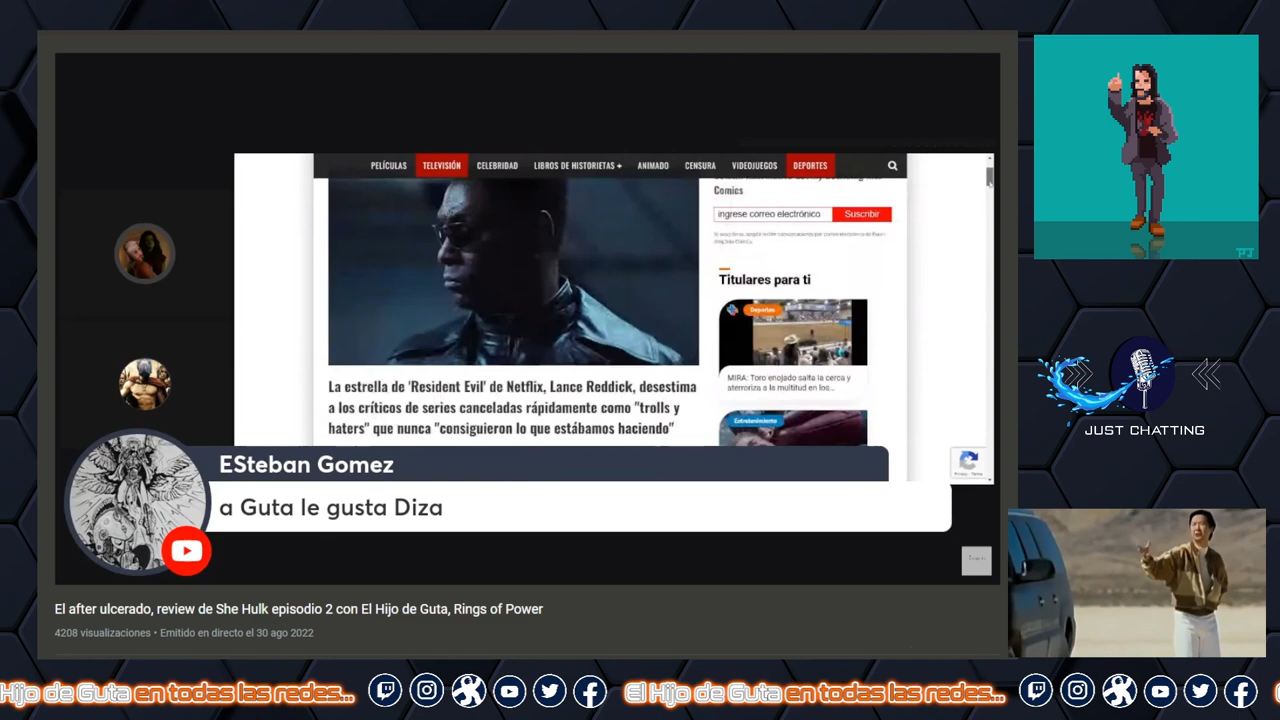 PELÍCULAS TELEVISIÓN CELEBRIDAD LIBROS DE HISTORIETAS + ANIMADO CENSURA VIDEOJUEGOS DEPORTES
Comics
ingrese correo electrónico Suscribir
Titulares para ti
Deportes
MIRA: Toro enojado salta la cerca y
aterroriza a la multitud en los...
Entretenimiento
La estrella de 'Resident Evil' de Netflix, Lance Reddick, desestima
a los críticos de series canceladas rápidamente como "trolls y
haters" que nunca "consiguieron lo que estábamos haciendo"
ESteban Gomez
a Guta le gusta Diza
El after ulcerado, review de She Hulk episodio 2 con El Hijo de Guta, Rings of Power
4208 visualizaciones • Emitido en directo el 30 ago 2022
PJ
JUST CHATTING
Hijo de Guta en todas las redes...
El Hijo de Guta en todas las redes...